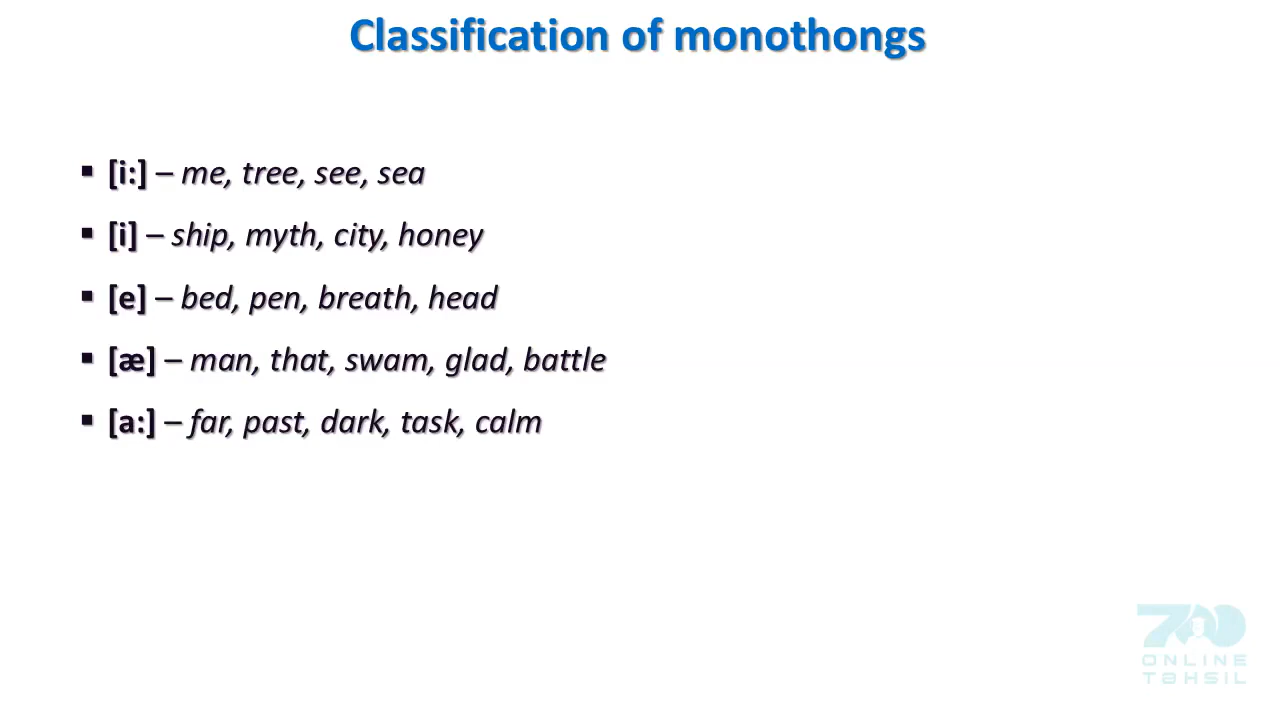 Classification of monothongs
▪ [i:] – me, tree, see, sea
▪ [i] – ship, myth, city, honey
▪ [e] – bed, pen, breath, head
▪ [æ] – man, that, swam, glad, battle
▪ [a:] – far, past, dark, task, calm
700
ONLINE
TƏHSIL